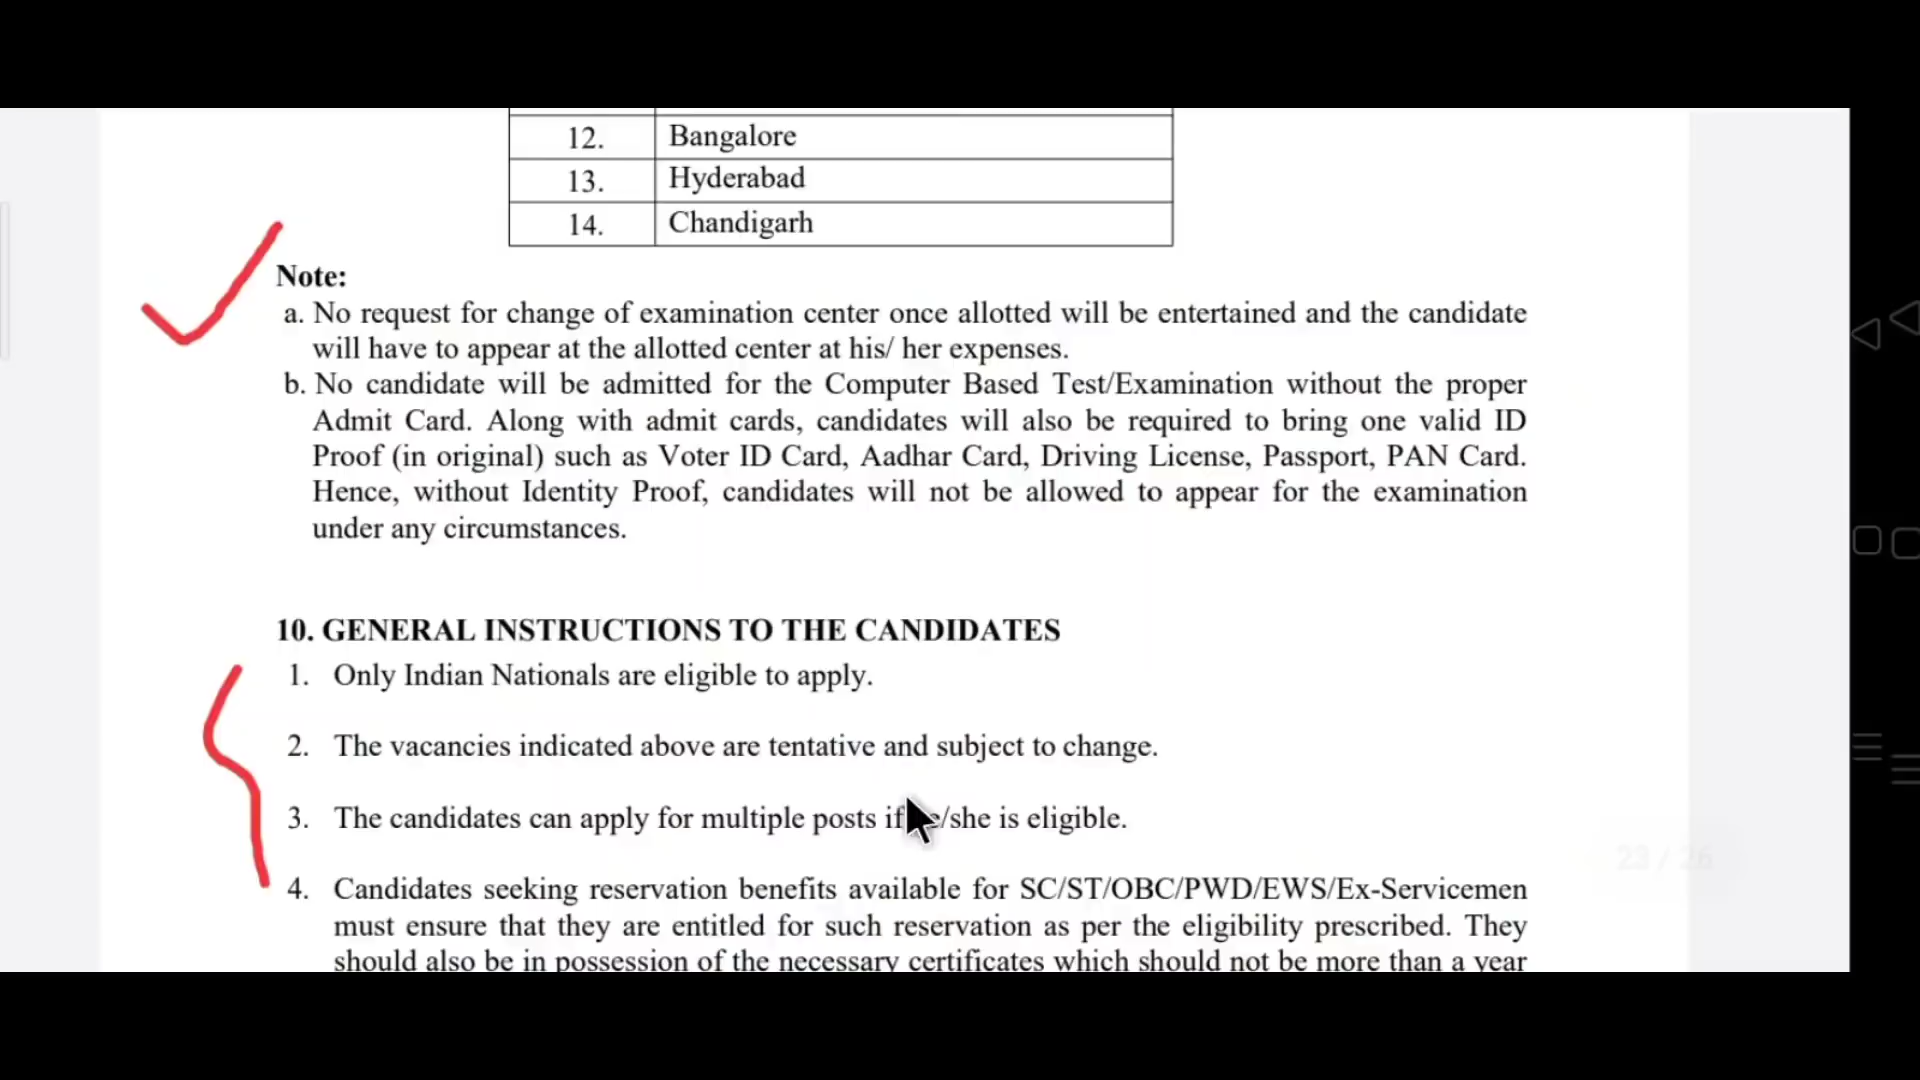 12. Bangalore
13. Hyderabad
14. Chandigarh
Note:
a. No request for change of examination center once allotted will be entertained and the candidate
will have to appear at the allotted center at his/ her expenses.
b. No candidate will be admitted for the Computer Based Test/Examination without the proper
Admit Card. Along with admit cards, candidates will also be required to bring one valid ID
Proof (in original) such as Voter ID Card, Aadhar Card, Driving License, Passport, PAN Card.
Hence, without Identity Proof, candidates will not be allowed to appear for the examination
under any circumstances.
10. GENERAL INSTRUCTIONS TO THE CANDIDATES
1. Only Indian Nationals are eligible to apply.
2. The vacancies indicated above are tentative and subject to change.
3. The candidates can apply for multiple posts if /she is eligible.
23 / 26
4. Candidates seeking reservation benefits available for SC/ST/OBC/PWD/EWS/Ex-Servicemen
must ensure that they are entitled for such reservation as per the eligibility prescribed. They
should also be in possession of the necessary certificates which should not be more than a year